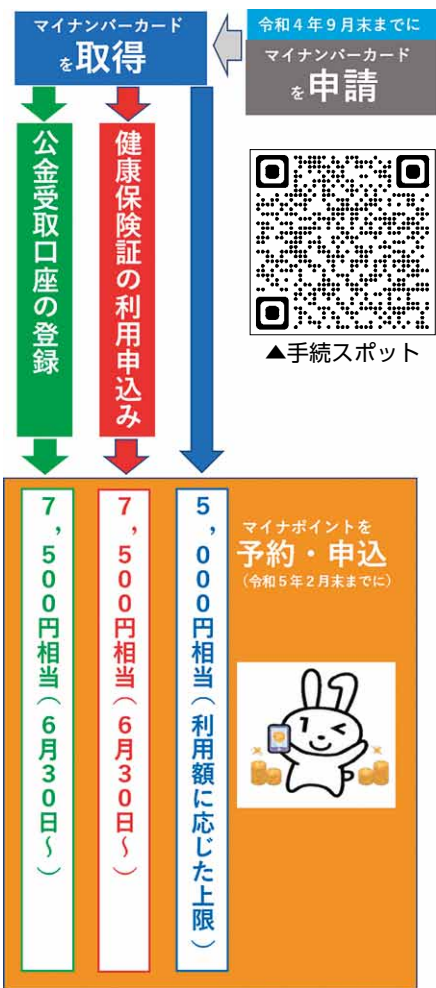 令和４年９月末までに
マイナンバーカード
を申請
マイナンバーカード
を取得
▲手続スポット
健康保険証の利用申込み
公金受取口座の登録
マイナポイントを
予約・申込
（令和５年２月末までに）
５,０００円相当（利用額に応じた上限）
７,５００円相当（６月３０日～）
７,５００円相当（６月３０日～）